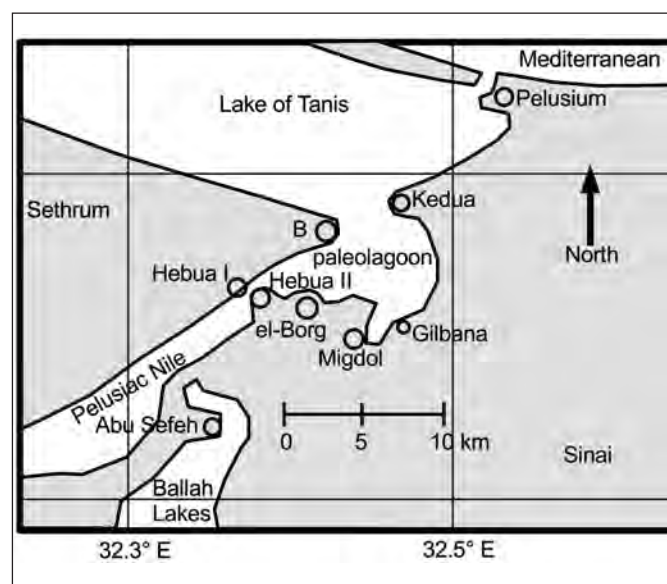 Mediterranean
Lake of Tanis
Pelusium
Sethrum
Kedua
B
paleolagoon
North
Hebua I
Hebua II
el-Borg
Gilbana
Migdol
Pelusiac Nile
Abu Sefeh
0 5 10 km
Sinai
Ballah
Lakes
32.3° E
32.5° E